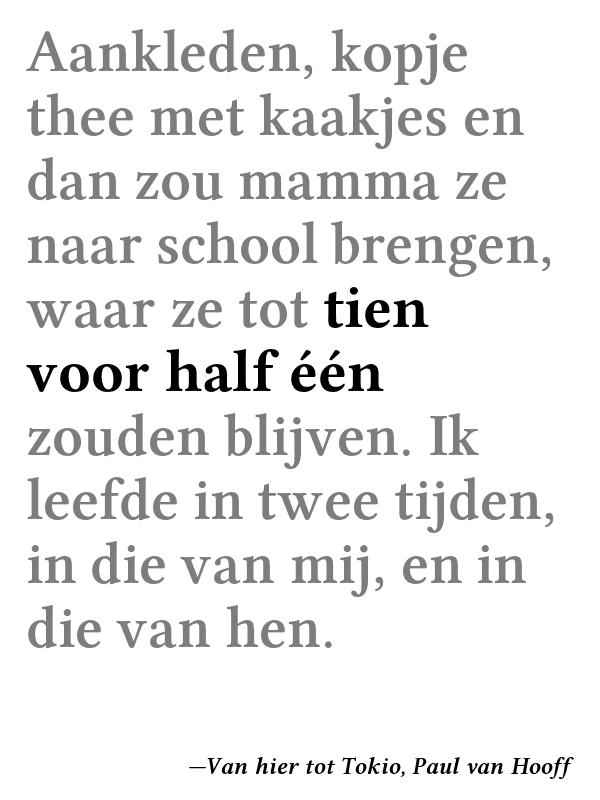 Aankleden, kopje
thee met kaakjes en
dan zou mamma ze
naar school brengen,
waar ze tot tien
voor half één
zouden blijven. Ik
leefde in twee tijden,
in die van mij, en in
die van hen.
—Van hier tot Tokio, Paul van Hooff